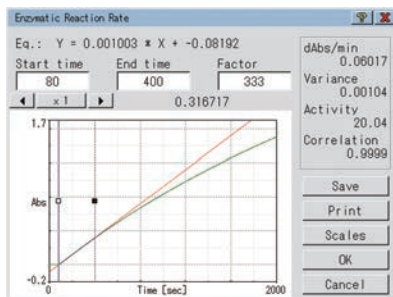 Enzymatic Reaction Rate
Eq.: Y = 0.001003 * X + -0.08192
Start time End time Factor
80 400 333
x 1 0.316717
dAbs/min
0.06017
Variance
0.00104
Activity
20.04
Correlation
0.9999
1.7
Abs
-0.2
0 Time [sec] 2000
Save
Print
Scales
OK
Cancel